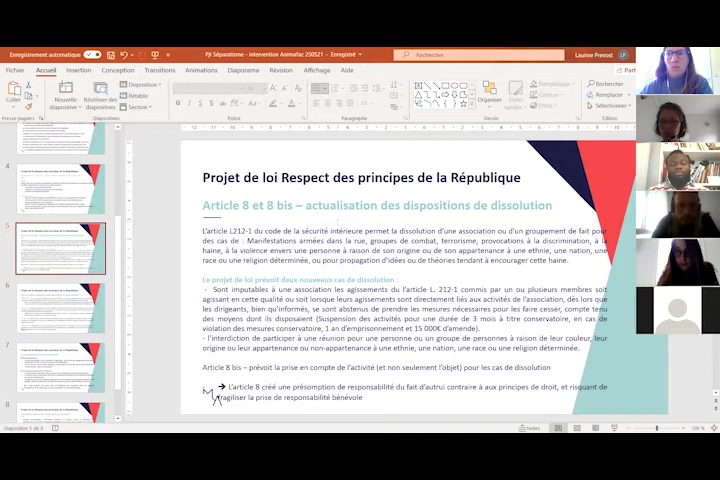 Enregistrement automatique
Pjl Séparatisme - Intervention Animafac 250521 - Enregistré
Rechercher
Laurine Prevost
LP
Fichier Accueil Insertion Conception Transitions Animations Diaporama Révision Affichage Aide
Part
Coller
Nouvelle diapositive
Réutiliser des diapositives
Disposition
Rétablir
Section
Organiser
Styles rapides
Remplissage
Contour
Effets
Rechercher
Remplacer
Sélectionner
Presse-papiers Diapositives Police Paragraphe Dessin Édition
4
5
6
7
8
Projet de loi Respect des principes de la République
Article 8 et 8 bis – actualisation des dispositions de dissolution
L'article L212-1 du code de la sécurité intérieure permet la dissolution d'une association ou d'un groupement de fait pour
des cas de : Manifestations armées dans la rue, groupes de combat, terrorisme, provocations à la discrimination, à la
haine, à la violence envers une personne à raison de son origine ou de son appartenance à une ethnie, une nation, une
race ou une religion déterminée, ou pour propagation d'idées ou de théories tendant à encourager cette haine.
Le projet de loi prévoit deux nouveaux cas de dissolution :
- Sont imputables à une association les agissements de l'article L. 212-1 commis par un ou plusieurs membres soit
agissant en cette qualité ou soit lorsque leurs agissements sont directement liés aux activités de l'association, dès lors que
les dirigeants, bien qu'informés, se sont abstenus de prendre les mesures nécessaires pour les faire cesser, compte tenu
des moyens dont ils disposaient (Suspension des activités pour une durée de 3 mois à titre conservatoire, en cas de
violation des mesures conservatoire, 1 an d'emprisonnement et 15 000€ d'amende).
- l'interdiction de participer à une réunion pour une personne ou un groupe de personnes à raison de leur couleur, leur
origine ou leur appartenance ou non-appartenance à une ethnie, une nation, une race ou une religion déterminée.
Article 8 bis – prévoit la prise en compte de l'activité (et non seulement l'objet) pour les cas de dissolution
➔ L'article 8 créé une présomption de responsabilité du fait d'autrui contraire à aux principes de droit, et risquant de
fragiliser la prise de responsabilité bénévole
Diapositive 5 de 8
Notes